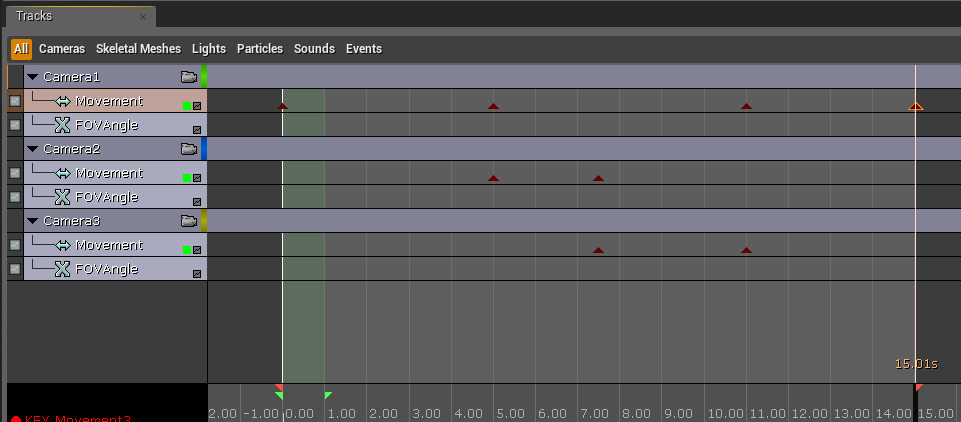 Tracks ×
All Cameras Skeletal Meshes Lights Particles Sounds Events
Camera1
Movement
FOVAngle
Camera2
Movement
FOVAngle
Camera3
Movement
FOVAngle
15.01s
2.00 -1.00 0.00 1.00 2.00 3.00 4.00 5.00 6.00 7.00 8.00 9.00 10.00 11.00 12.00 13.00 14.00 15.00
KEY Movement3